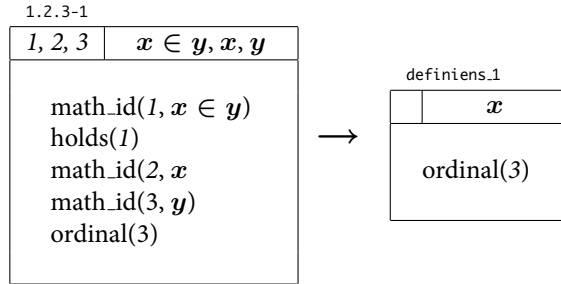 1.2.3-1
1, 2, 3 x ∈ y, x, y
math_id(1, x ∈ y)
holds(1)
math_id(2, x
math_id(3, y)
ordinal(3)
→
definiens_1
x
ordinal(3)